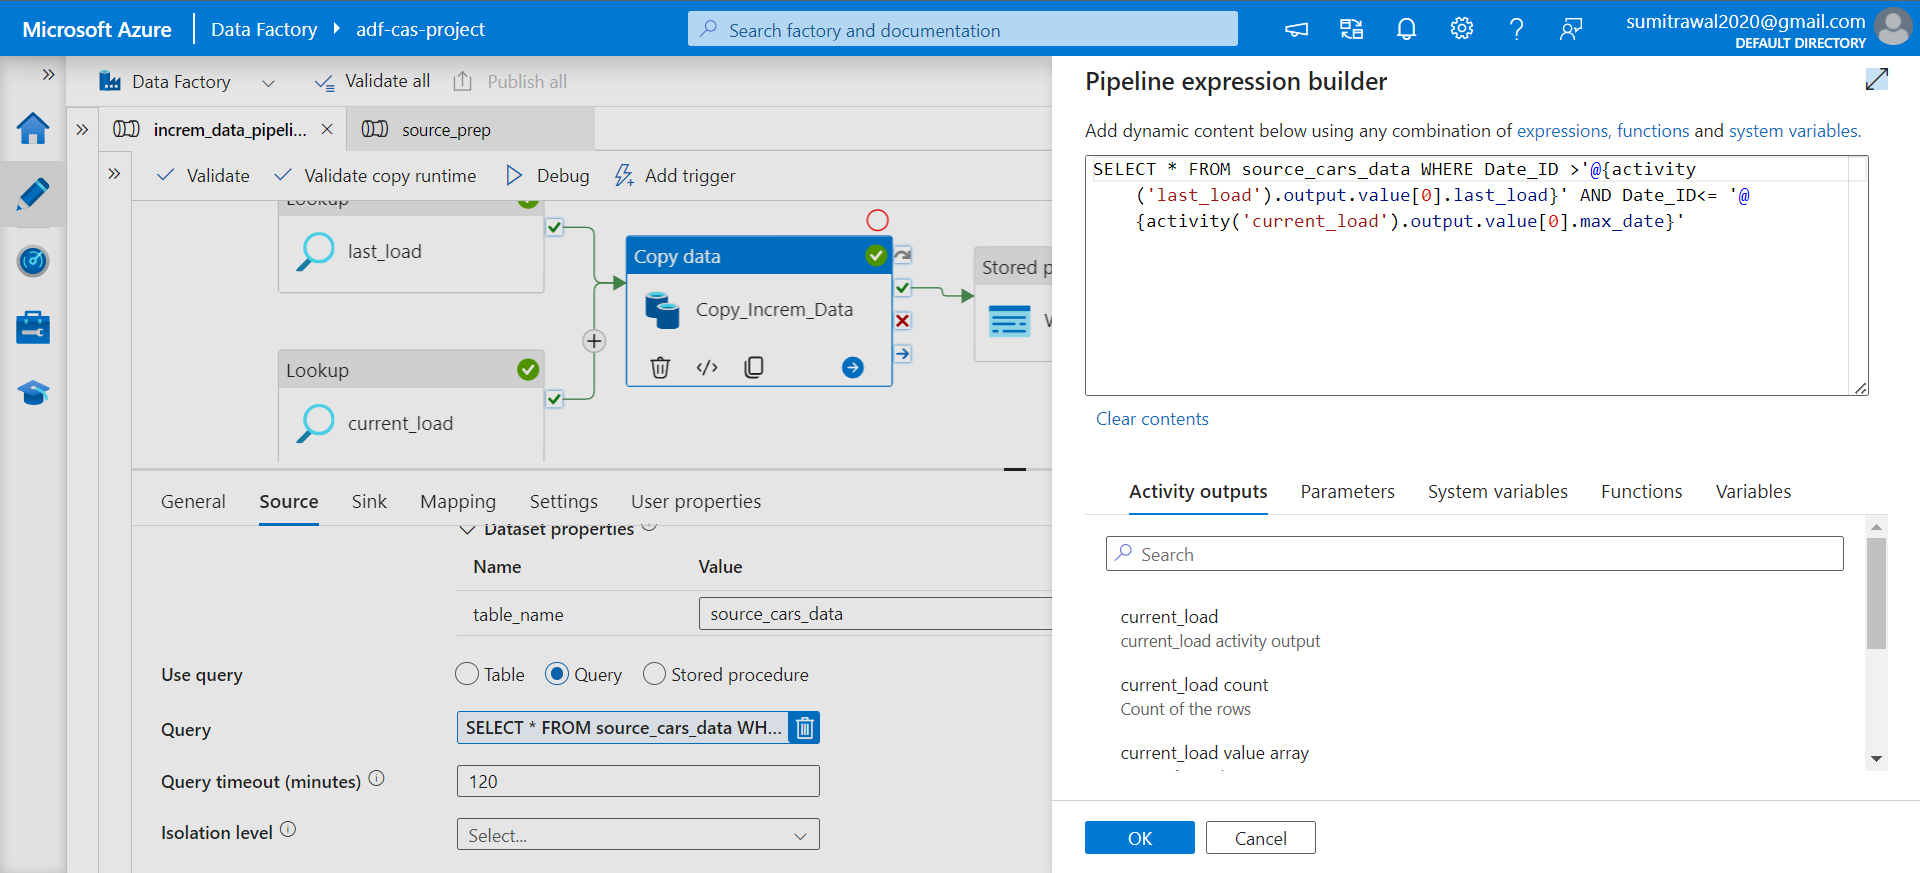 Microsoft Azure
Data Factory
adf-cas-project
Search factory and documentation
sumitrawal2020@gmail.com
DEFAULT DIRECTORY
Data Factory
Validate all
Publish all
increm_data_pipeli...
source_prep
Validate
Validate copy runtime
Debug
Add trigger
Lookup
last_load
Copy data
Copy_Increm_Data
Stored p
Lookup
current_load
General
Source
Sink
Mapping
Settings
User properties
Dataset properties
Name
Value
table_name
source_cars_data
Use query
Table
Query
Stored procedure
Query
SELECT * FROM source_cars_data WH...
Query timeout (minutes)
120
Isolation level
Select...
Pipeline expression builder
Add dynamic content below using any combination of expressions, functions and system variables.
SELECT * FROM source_cars_data WHERE Date_ID >'@{activity
('last_load').output.value[0].last_load}' AND Date_ID<= '@
{activity('current_load').output.value[0].max_date}'
Clear contents
Activity outputs
Parameters
System variables
Functions
Variables
Search
current_load
current_load activity output
current_load count
Count of the rows
current_load value array
OK
Cancel